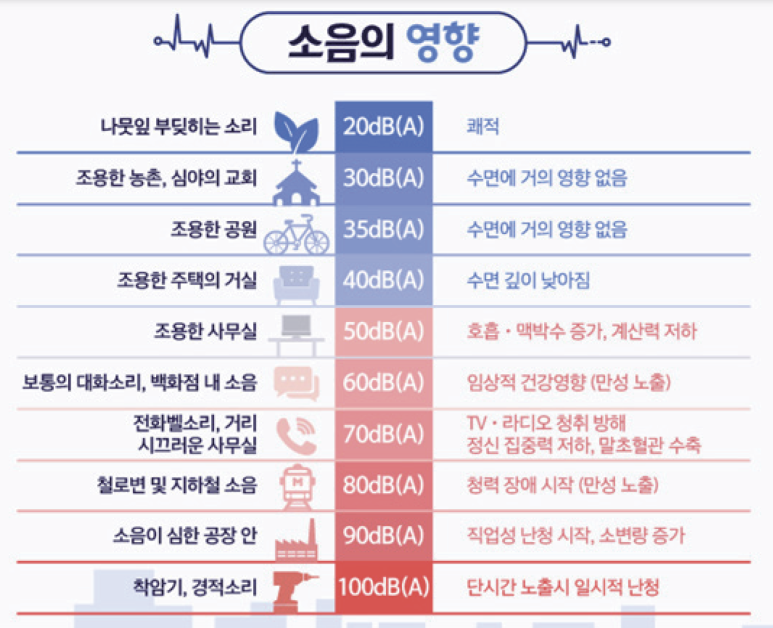 소음의 영향
나뭇잎 부딪히는 소리 20dB(A) 쾌적
조용한 농촌, 심야의 교회 30dB(A) 수면에 거의 영향 없음
조용한 공원 35dB(A) 수면에 거의 영향 없음
조용한 주택의 거실 40dB(A) 수면 깊이 낮아짐
조용한 사무실 50dB(A) 호흡・맥박수 증가, 계산력 저하
보통의 대화소리, 백화점 내 소음 60dB(A) 임상적 건강영향 (만성 노출)
전화벨소리, 거리
시끄러운 사무실 70dB(A) TV・라디오 청취 방해
정신 집중력 저하, 말초혈관 수축
철로변 및 지하철 소음 80dB(A) 청력 장애 시작 (만성 노출)
M
소음이 심한 공장 안 90dB(A) 직업성 난청 시작, 소변량 증가
착암기, 경적소리 100dB(A) 단시간 노출시 일시적 난청